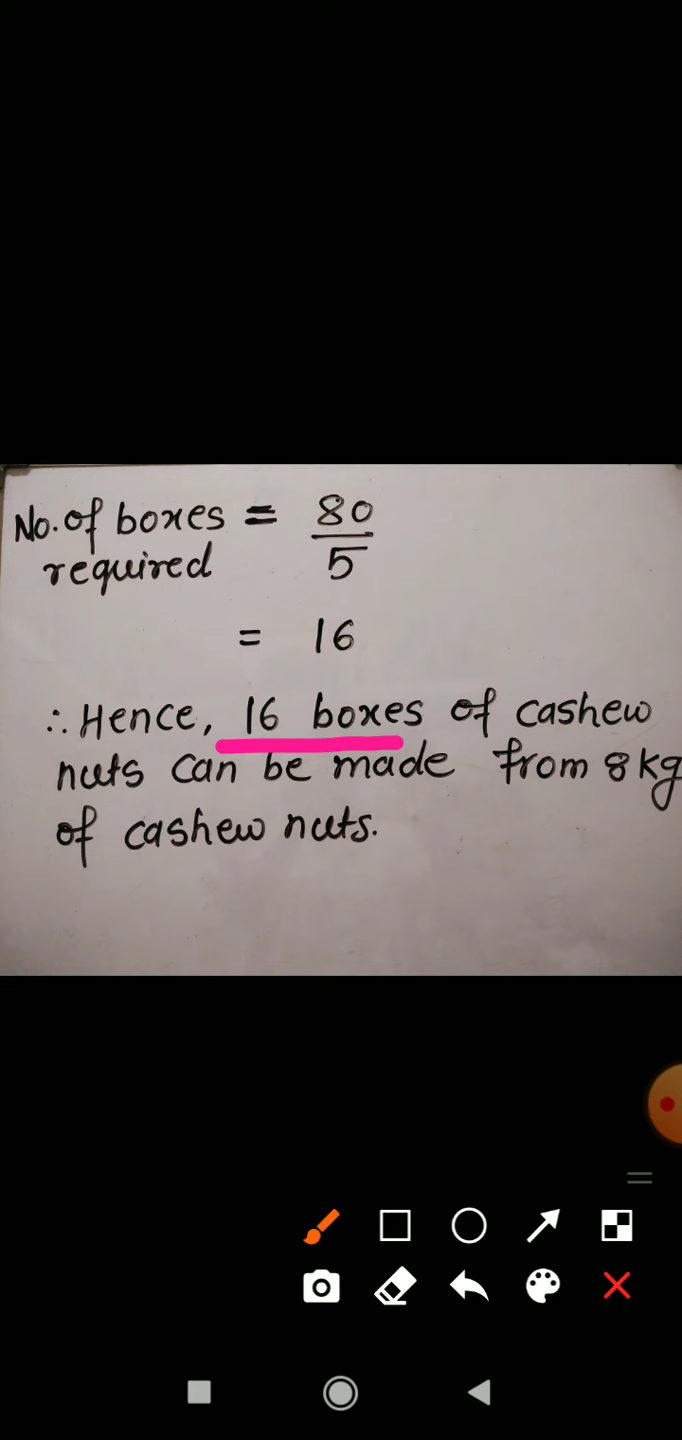 No. of boxes = 80/5
required
= 16
∴ Hence, 16 boxes of cashew
nuts can be made from 8 kg
of cashew nuts.